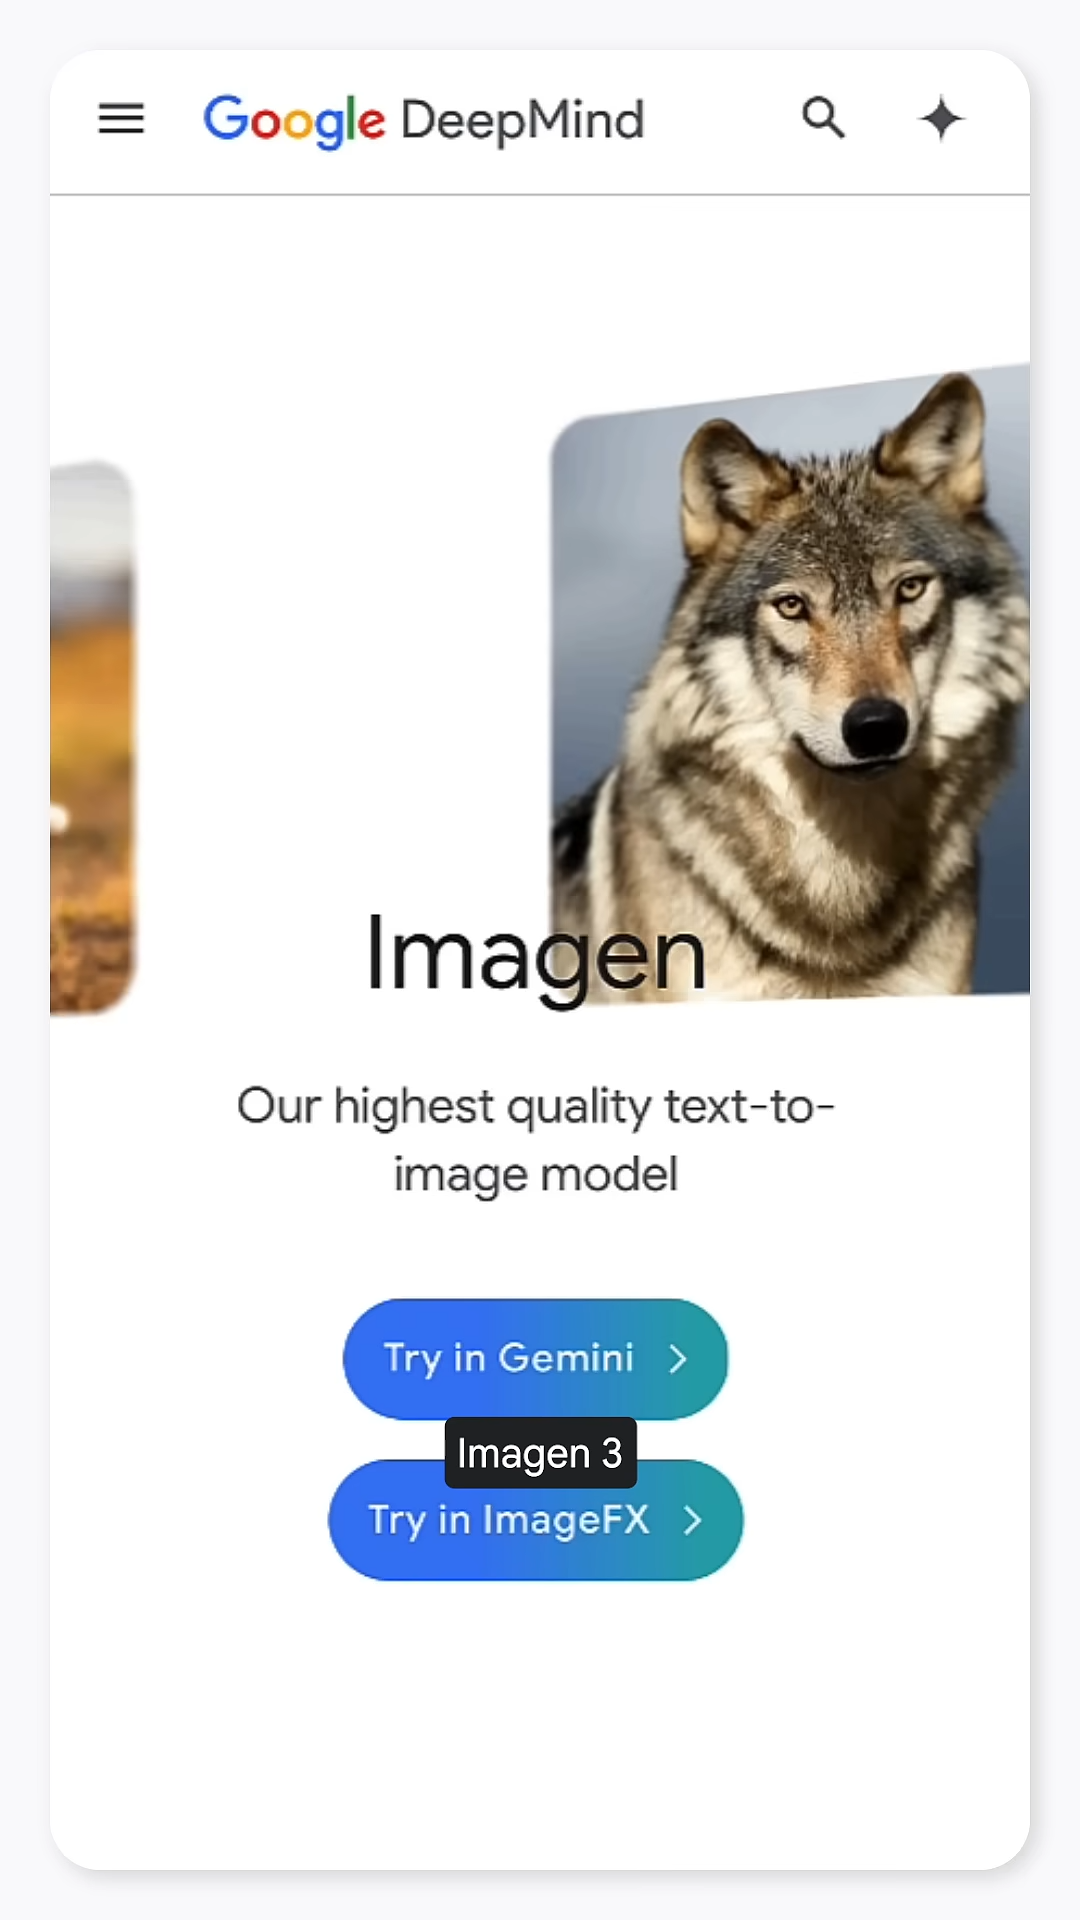 Google DeepMind
Imagen
Our highest quality text-to-
image model
Try in Gemini
Imagen 3
Try in ImageFX